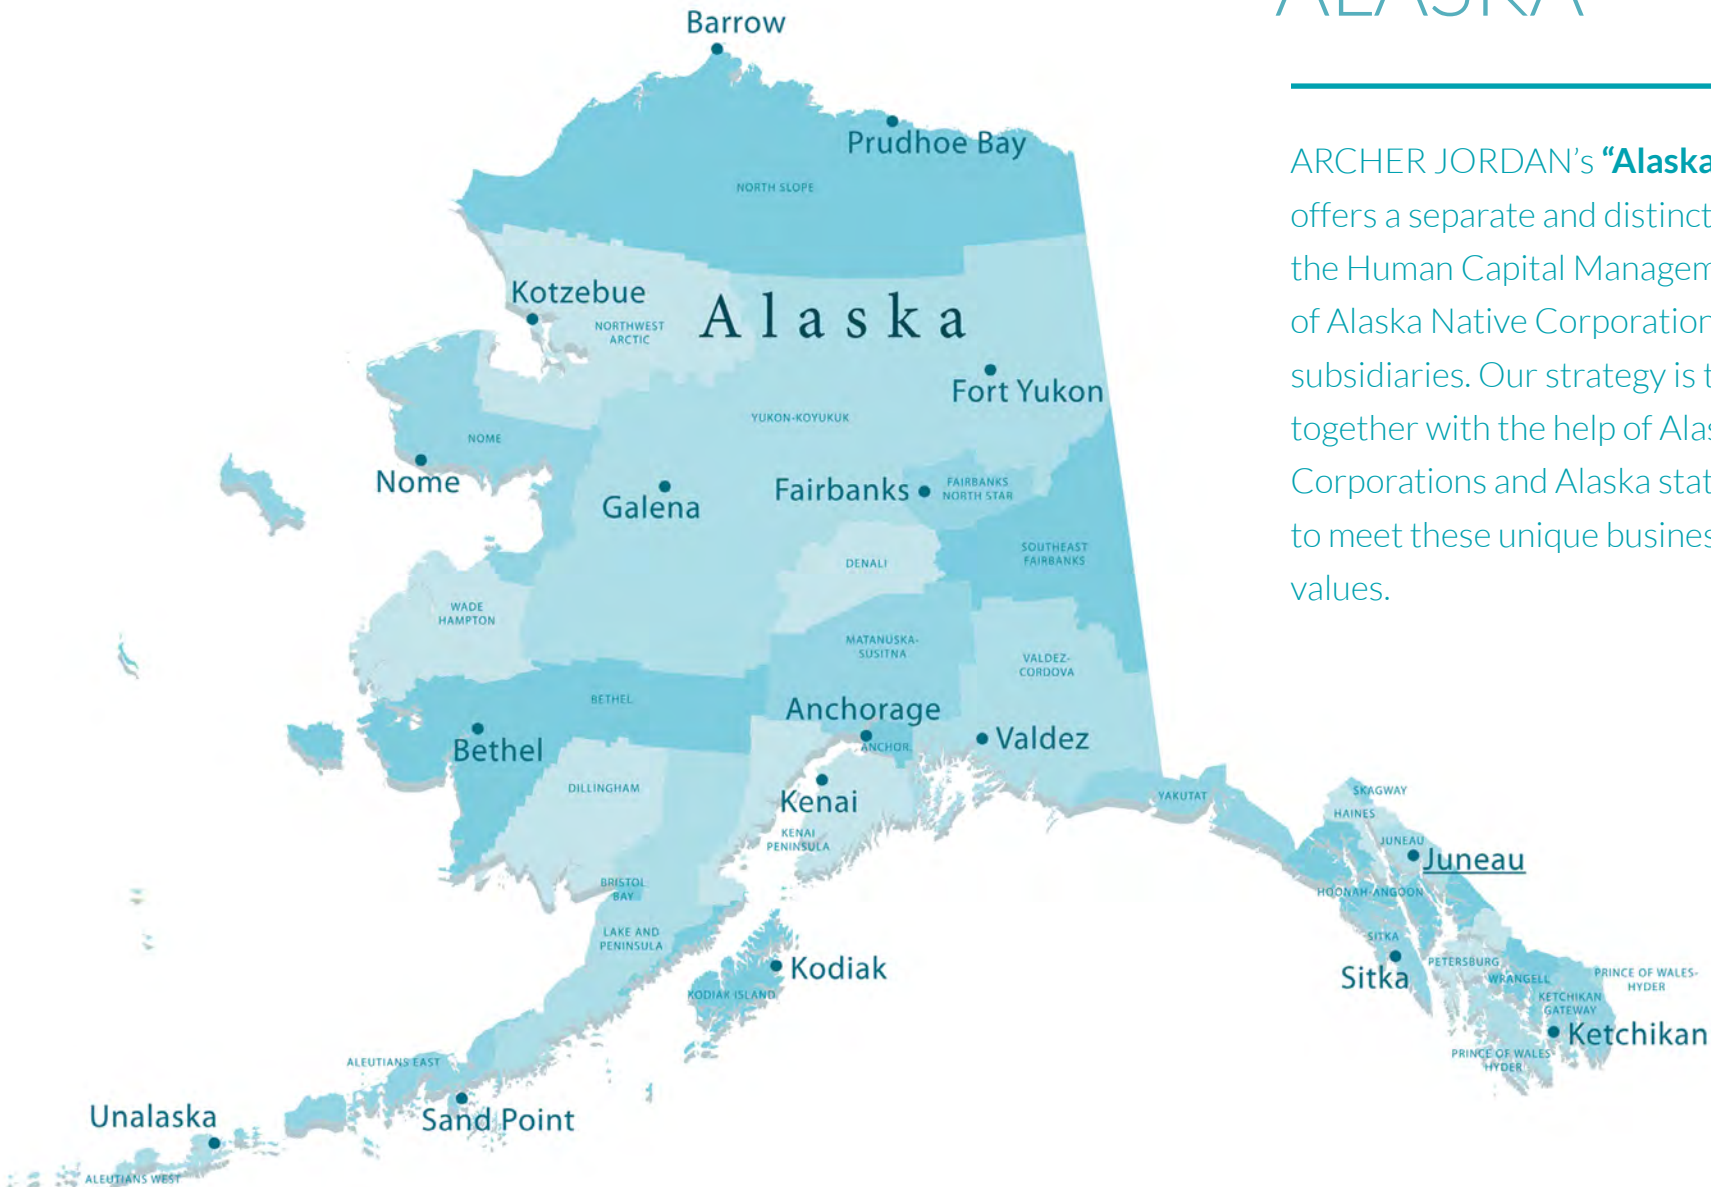 ALASKA
Barrow
Prudhoe Bay
NORTH SLOPE
Kotzebue
NORTHWEST
ARCTIC
Alaska
Fort Yukon
YUKON-KOYUKUK
NOME
Nome
Galena
Fairbanks
FAIRBANKS
NORTH STAR
DENALI
SOUTHEAST
FAIRBANKS
WADE
HAMPTON
MATANUSKA-
SUSITNA
VALDEZ-
CORDOVA
BETHEL
Bethel
Anchorage
ANCHOR.
Valdez
DILLINGHAM
Kenai
KENAI
PENINSULA
YAKUTAT
SKAGWAY
HAINES
JUNEAU
Juneau
HOONAH-ANGOON
BRISTOL
BAY
LAKE AND
PENINSULA
Kodiak
KODIAK ISLAND
SITKA
Sitka
PETERSBURG
WRANGELL
PRINCE OF WALES-
HYDER
KETCHIKAN
GATEWAY
Ketchikan
PRINCE OF WALES-
HYDER
ALEUTIANS EAST
Sand Point
Unalaska
ALEUTIANS WEST
ARCHER JORDAN’s “Alaska
offers a separate and distinct
the Human Capital Managem
of Alaska Native Corporation
subsidiaries. Our strategy is t
together with the help of Alas
Corporations and Alaska stat
to meet these unique busines
values.